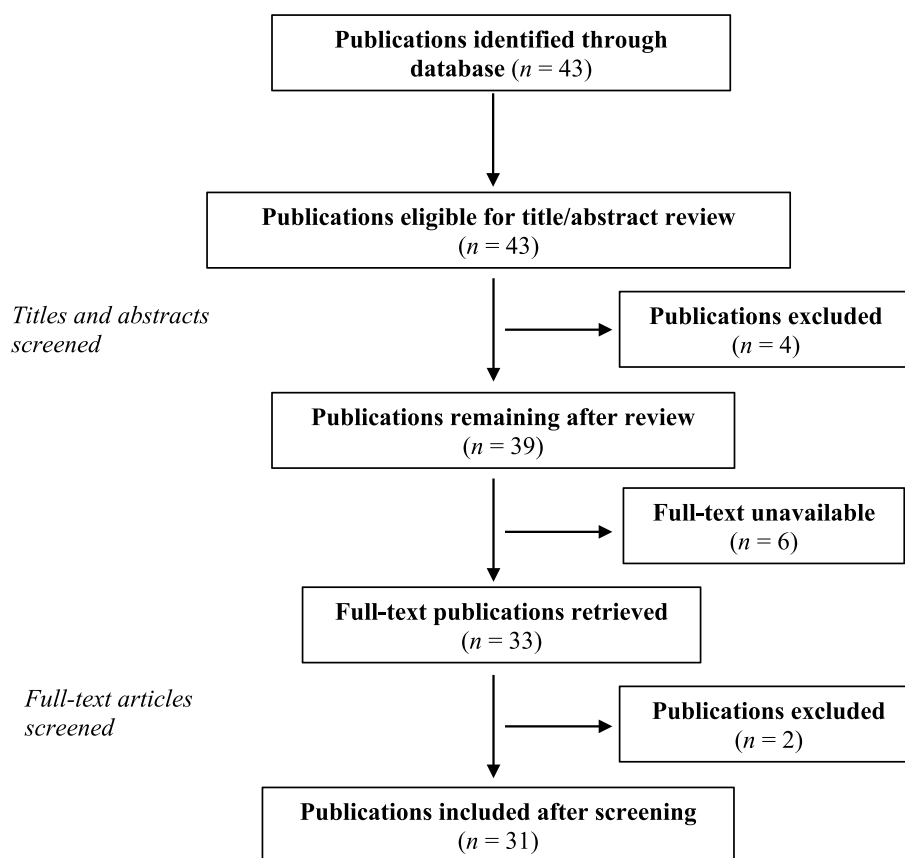 Publications identified through
database (n = 43)
Publications eligible for title/abstract review
(n = 43)
Titles and abstracts
screened
Publications excluded
(n = 4)
Publications remaining after review
(n = 39)
Full-text unavailable
(n = 6)
Full-text publications retrieved
(n = 33)
Full-text articles
screened
Publications excluded
(n = 2)
Publications included after screening
(n = 31)